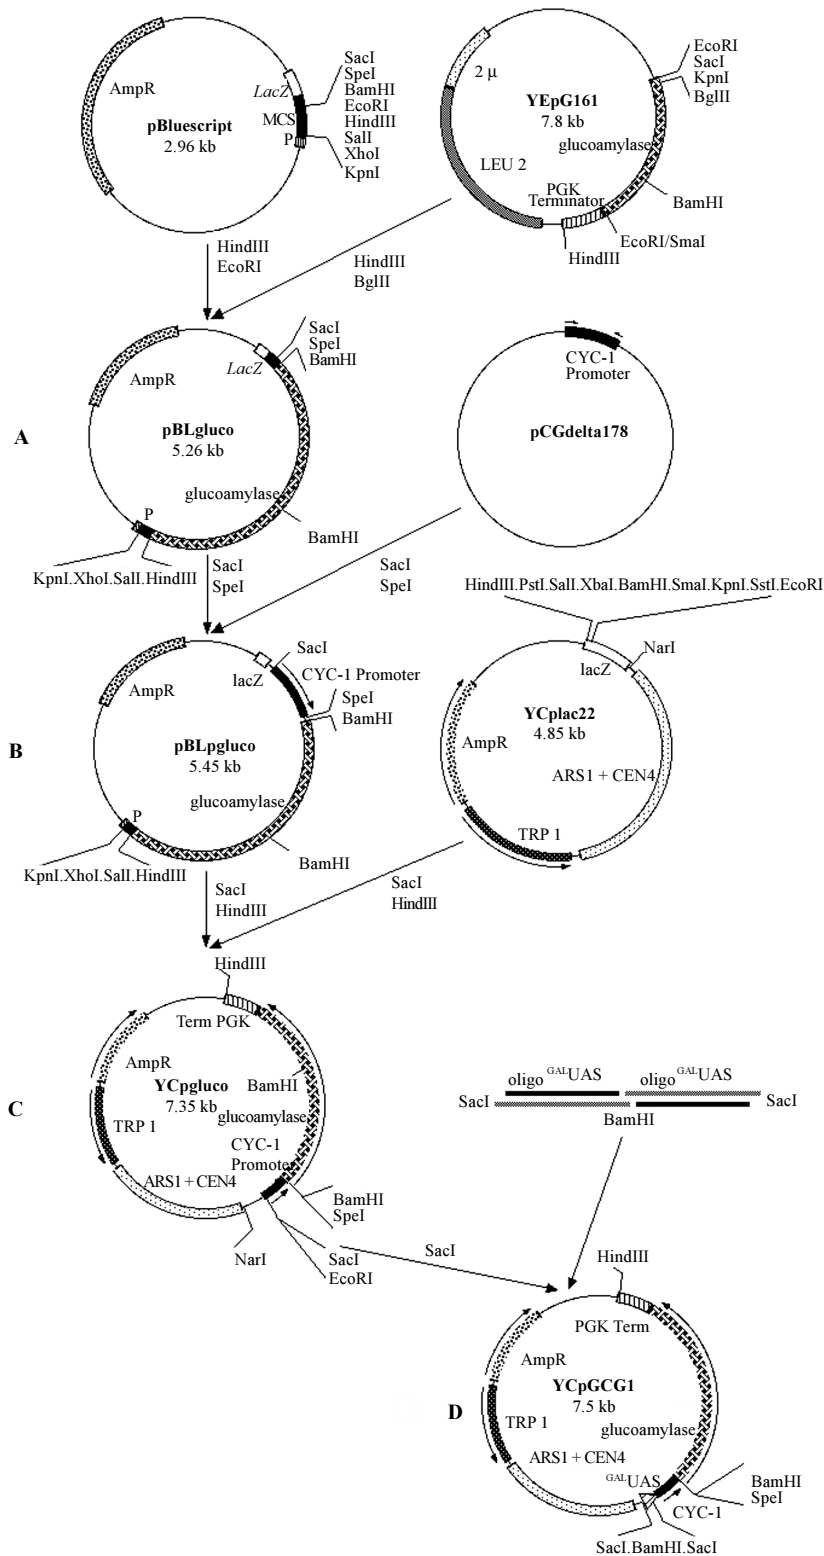 SacI
SpeI
BamHI
EcoRI
HindIII
SalI
XhoI
KpnI
AmpR
LacZ
MCS
P
pBluescript
2.96 kb
EcoRI
SacI
KpnI
BglII
2 µ
YEpG161
7.8 kb
glucoamylase
LEU 2
PGK
Terminator
BamHI
EcoRI/SmaI
HindIII
HindIII
EcoRI
HindIII
BglII
A
SacI
SpeI
BamHI
LacZ
AmpR
pBLgluco
5.26 kb
glucoamylase
P
BamHI
KpnI.XhoI.SalI.HindIII
CYC-1
Promoter
pCGdelta178
SacI
SpeI
SacI
SpeI
HindIII.PstI.SalI.XbaI.BamHI.SmaI.KpnI.SstI.EcoRI
B
SacI
lacZ
CYC-1 Promoter
AmpR
SpeI
BamHI
pBLpgluco
5.45 kb
glucoamylase
P
BamHI
KpnI.XhoI.SalI.HindIII
NarI
lacZ
YCplac22
4.85 kb
AmpR
ARS1 + CEN4
TRP 1
SacI
HindIII
SacI
HindIII
C
HindIII
Term PGK
AmpR
YCpgluco
7.35 kb
BamHI
glucoamylase
TRP 1
CYC-1
Promoter
ARS1 + CEN4
BamHI
SpeI
NarI
SacI
EcoRI
oligo GALUAS
oligo GALUAS
SacI
SacI
BamHI
SacI
D
HindIII
PGK Term
AmpR
YCpGCG1
7.5 kb
TRP 1
glucoamylase
ARS1 + CEN4
GALUAS
BamHI
SpeI
CYC-1
SacI.BamHI.SacI